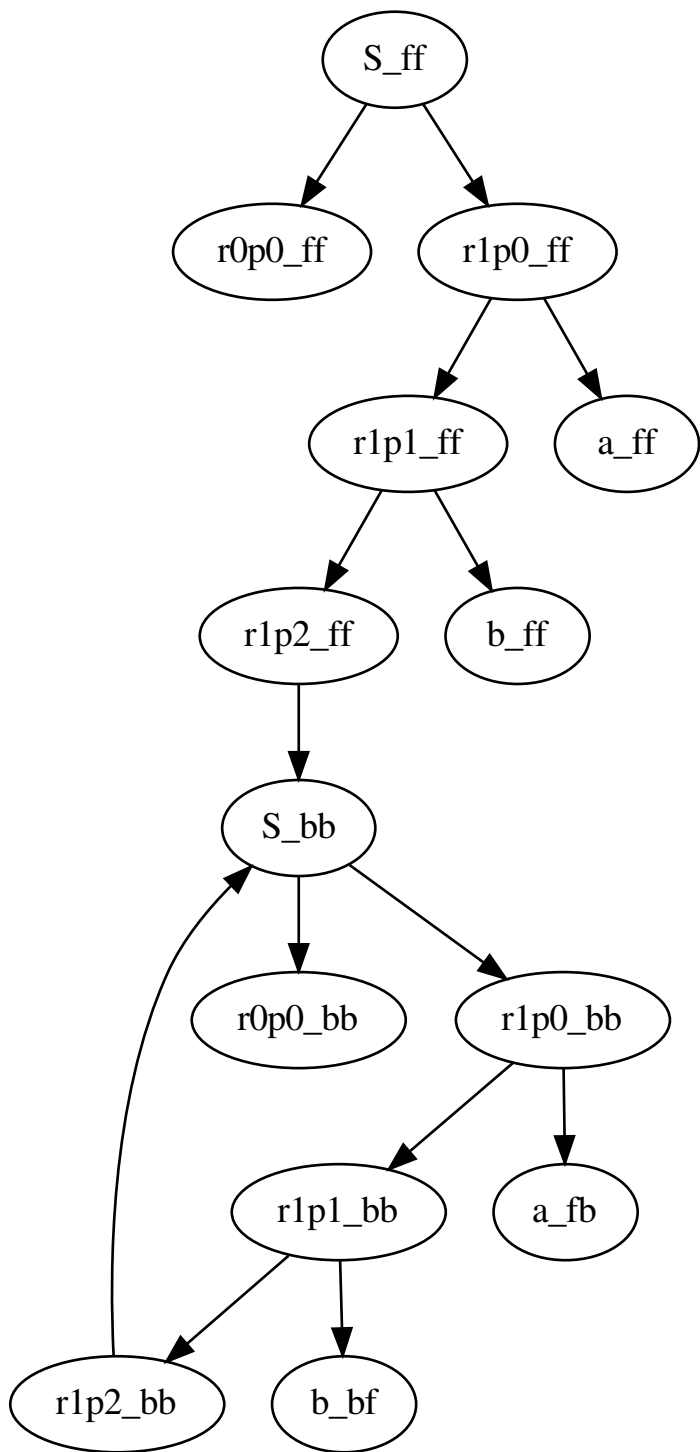 S_ff
r0p0_ff
r1p0_ff
r1p1_ff
a_ff
r1p2_ff
b_ff
S_bb
r0p0_bb
r1p0_bb
r1p1_bb
a_fb
r1p2_bb
b_bf